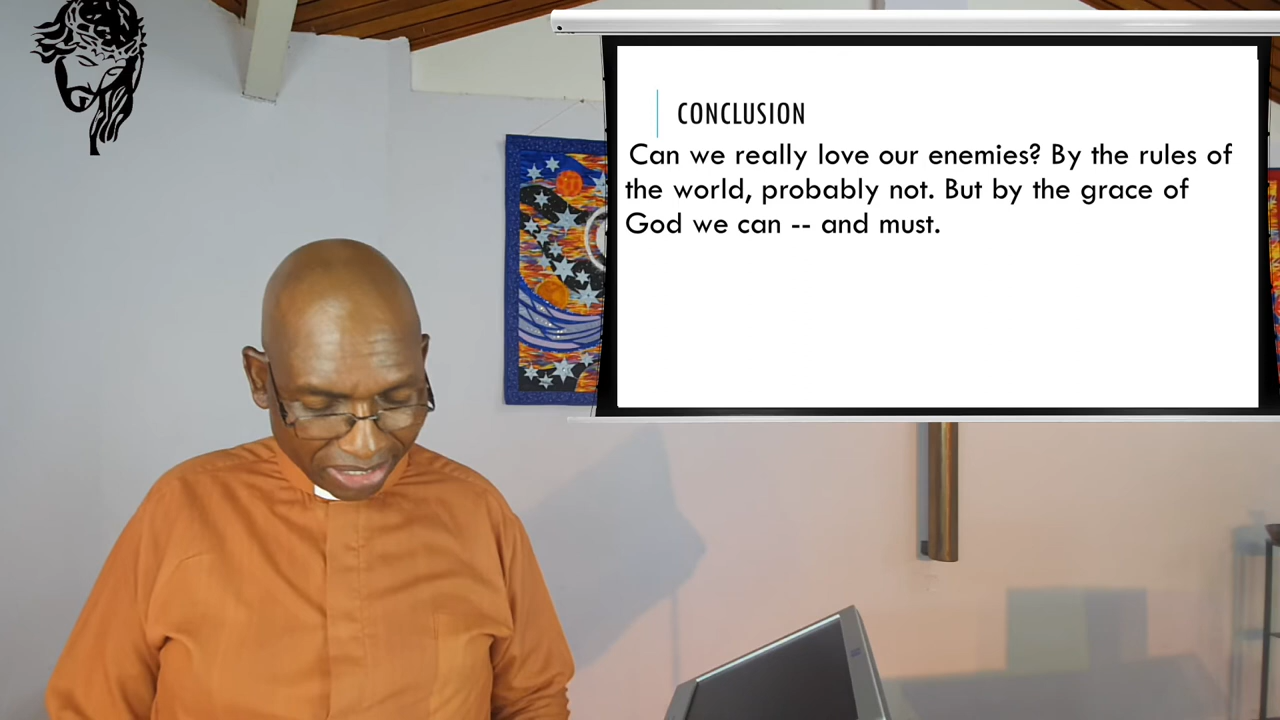 CONCLUSION
Can we really love our enemies? By the rules of
the world, probably not. But by the grace of
God we can -- and must.